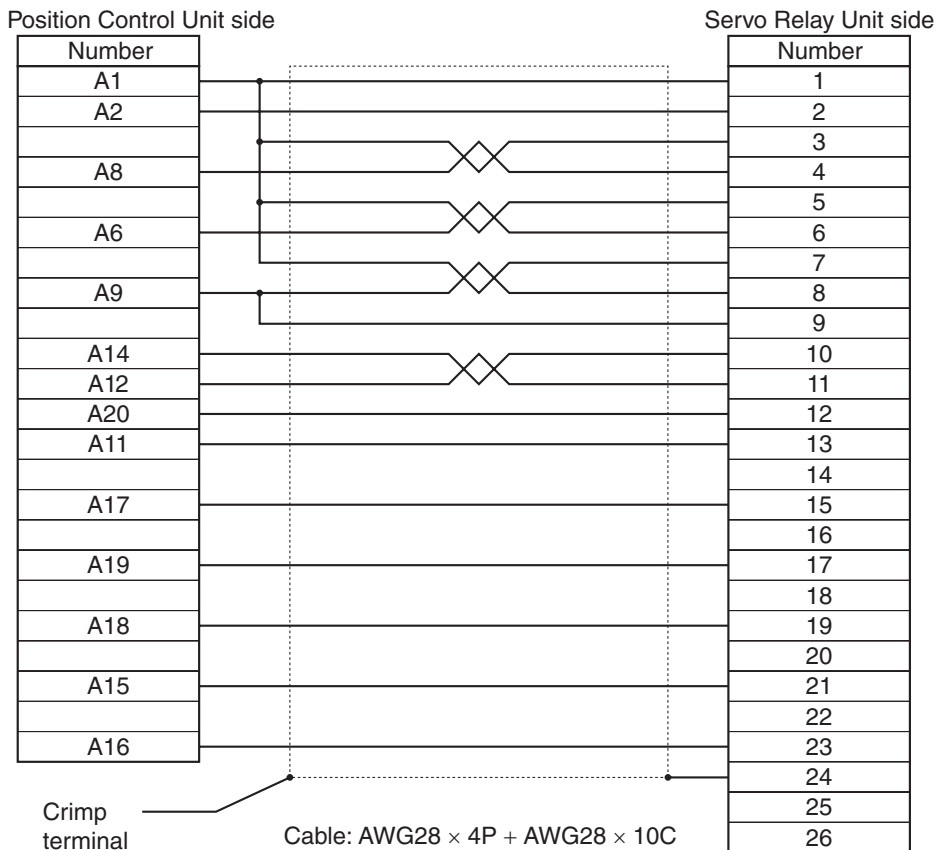 Position Control Unit side Servo Relay Unit side
Number Number
A1 1
A2 2
3
A8 4
5
A6 6
7
A9 8
9
A14 10
A12 11
A20 12
A11 13
14
A17 15
16
A19 17
18
A18 19
20
A15 21
22
A16 23
24
Crimp 25
terminal Cable: AWG28 × 4P + AWG28 × 10C 26